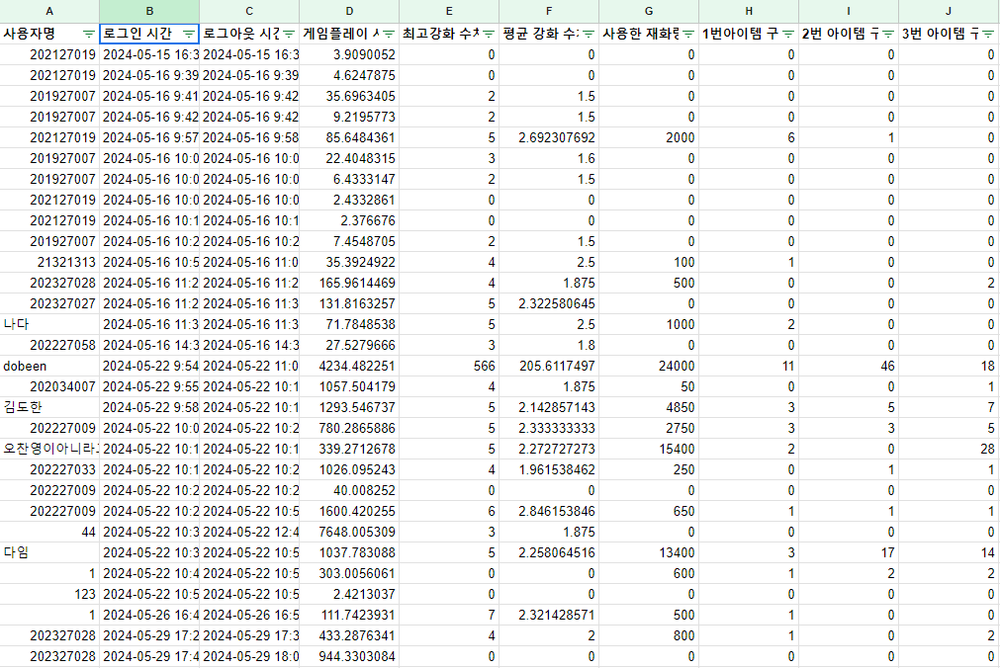 A B C D E F G H I J
사용자명 로그인 시간 로그아웃 시간 게임플레이 최고강화 수치 평균 강화 수 사용한 재화 1번아이템 구 2번 아이템 구 3번 아이템 구
202127019 2024-05-15 16:3 2024-05-15 16:3 3.9090052 0 0 0 0 0 0
202127019 2024-05-16 9:39 2024-05-16 9:39 4.6247875 0 0 0 0 0 0
201927007 2024-05-16 9:41 2024-05-16 9:42 35.6963405 2 1.5 0 0 0 0
201927007 2024-05-16 9:42 2024-05-16 9:42 9.2195773 2 1.5 0 0 0 0
202127019 2024-05-16 9:57 2024-05-16 9:58 85.6484361 5 2.692307692 2000 6 1 0
201927007 2024-05-16 10:0 2024-05-16 10:0 22.4048315 3 1.6 0 0 0 0
201927007 2024-05-16 10:0 2024-05-16 10:0 6.4333147 2 1.5 0 0 0 0
202127019 2024-05-16 10:0 2024-05-16 10:0 2.4332861 0 0 0 0 0 0
202127019 2024-05-16 10:1 2024-05-16 10:1 2.376676 0 0 0 0 0 0
201927007 2024-05-16 10:2 2024-05-16 10:2 7.4548705 2 1.5 0 0 0 0
21321313 2024-05-16 10:5 2024-05-16 11:0 35.3924922 4 2.5 100 1 0 0
202327028 2024-05-16 11:2 2024-05-16 11:2 165.9614469 4 1.875 500 0 0 2
202327027 2024-05-16 11:2 2024-05-16 11:3 131.8163257 5 2.322580645 0 0 0 0
나다 2024-05-16 11:3 2024-05-16 11:3 71.7848538 5 2.5 1000 2 0 0
202227058 2024-05-16 14:3 2024-05-16 14:3 27.5279666 3 1.8 0 0 0 0
dobeen 2024-05-22 9:54 2024-05-22 11:0 4234.482251 566 205.6117497 24000 11 46 18
202034007 2024-05-22 9:55 2024-05-22 10:1 1057.504179 4 1.875 50 0 0 1
김도한 2024-05-22 9:58 2024-05-22 10:1 1293.546737 5 2.142857143 4850 3 5 7
202227009 2024-05-22 10:0 2024-05-22 10:2 780.2865886 5 2.333333333 2750 3 3 5
오찬영이아니라 2024-05-22 10:1 2024-05-22 10:1 339.2712678 5 2.272727273 15400 2 0 28
202227033 2024-05-22 10:1 2024-05-22 10:1 1026.095243 4 1.961538462 250 0 1 1
202227009 2024-05-22 10:2 2024-05-22 10:2 40.008252 0 0 0 0 0 0
202227009 2024-05-22 10:2 2024-05-22 10:5 1600.420255 6 2.846153846 650 1 1 1
44 2024-05-22 10:3 2024-05-22 12:4 7648.005309 3 1.875 0 0 0 0
다임 2024-05-22 10:3 2024-05-22 10:5 1037.783088 5 2.258064516 13400 3 17 14
1 2024-05-22 10:4 2024-05-22 10:5 303.0056061 0 0 600 1 2 2
123 2024-05-22 10:5 2024-05-22 10:5 2.4213037 0 0 0 0 0 0
1 2024-05-26 16:4 2024-05-26 16:5 111.7423931 7 2.321428571 500 1 0 0
202327028 2024-05-29 17:2 2024-05-29 17:3 433.2876341 4 2 800 1 0 2
202327028 2024-05-29 17:4 2024-05-29 18:0 944.3303084 0 0 0 0 0 0